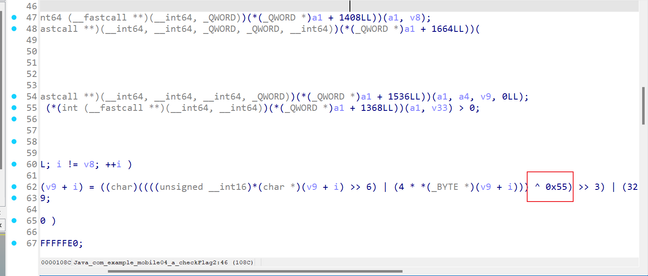 46
47 nt64 (__fastcall **)(__int64, _QWORD))(*(_QWORD *)a1 + 1408LL))(a1, v8);
48 astcall **)(__int64, __int64, _QWORD, _QWORD, __int64))(*(_QWORD *)a1 + 1664LL))(
49
50
51
52
53
54 astcall **)(__int64, __int64, __int64, _QWORD))(*(_QWORD *)a1 + 1536LL))(a1, a4, v9, 0LL);
55 (*(int (__fastcall **)(__int64, __int64))(*(_QWORD *)a1 + 1368LL))(a1, v33) > 0;
56
57
58
59
60 L; i != v8; ++i )
61
62 (v9 + i) = ((char)((((unsigned __int16)*(char *)(v9 + i) >> 6) | (4 * *(_BYTE *)(v9 + i))) ^ 0x55) >> 3) | (32
63 9;
64
65 0 )
66
67 FFFFFE0;
0000108C Java_com_example_mobile04_a_checkFlag2:46 (108C)